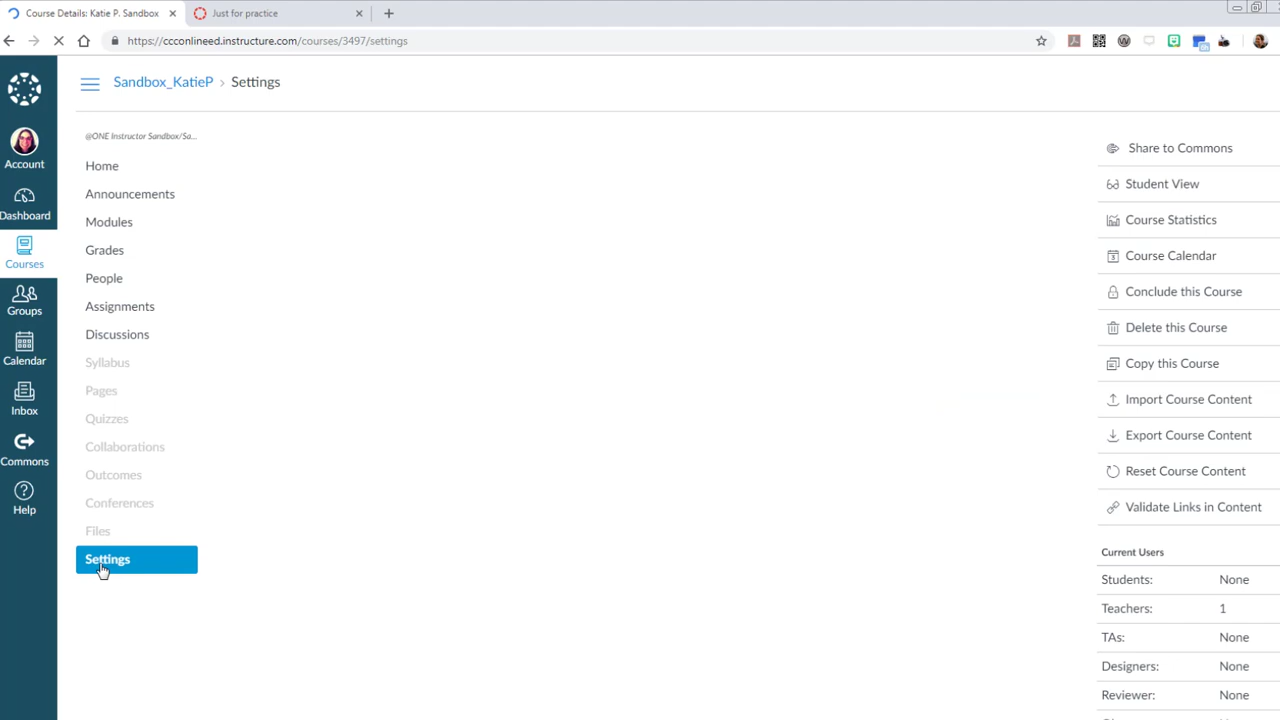 Course Details: Katie P. Sandbox
Just for practice
https://ccconlineed.instructure.com/courses/3497/settings
Sandbox_KatieP › Settings
Account
Dashboard
Courses
Groups
Calendar
Inbox
Commons
Help
@ONE Instructor Sandbox/Sa...
Home
Announcements
Modules
Grades
People
Assignments
Discussions
Syllabus
Pages
Quizzes
Collaborations
Outcomes
Conferences
Files
Settings
Share to Commons
Student View
Course Statistics
Course Calendar
Conclude this Course
Delete this Course
Copy this Course
Import Course Content
Export Course Content
Reset Course Content
Validate Links in Content
Current Users
Students: None
Teachers: 1
TAs: None
Designers: None
Reviewer: None